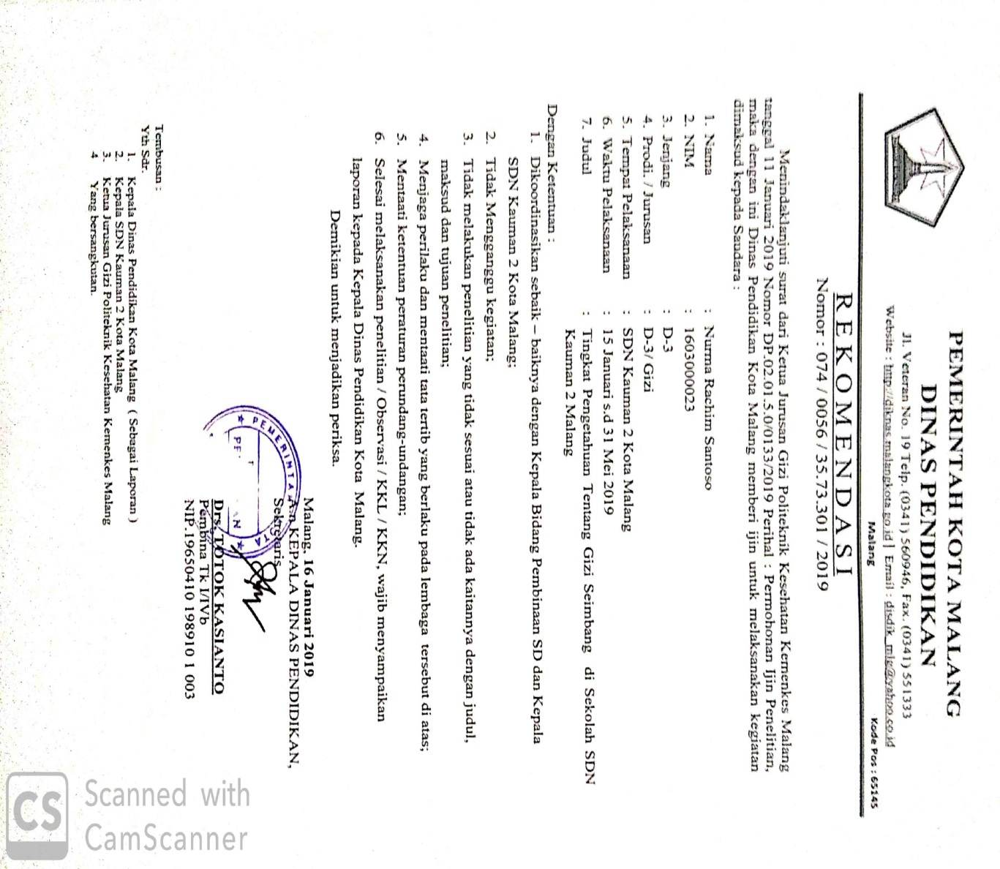 PEMERINTAH KOTA MALANG
DINAS PENDIDIKAN
Jl. Veteran No. 19 Telp. (0341) 560946, Fax. (0341) 551333
Website : http://diknas.malangkota.go.id | Email : disdik_mlg@yahoo.co.id
Malang Kode Pos : 65145
REKOMENDASI
Nomor : 074 / 0056 / 35.73.301 / 2019
Menindaklanjuti surat dari Ketua Jurusan Gizi Politeknik Kesehatan Kemenkes Malang
tanggal 11 Januari 2019 Nomor DP.02.01.5.0/0133/2019 Perihal : Permohonan Ijin Penelitian,
maka dengan ini Dinas Pendidikan Kota Malang memberi ijin untuk melaksanakan kegiatan
dimaksud kepada Saudara :
1. Nama : Nurma Rachim Santoso
2. NIM : 1603000023
3. Jenjang : D-3
4. Prodi. / Jurusan : D-3/ Gizi
5. Tempat Pelaksanaan : SDN Kauman 2 Kota Malang
6. Waktu Pelaksanaan : 15 Januari s.d 31 Mei 2019
7. Judul : Tingkat Pengetahuan Tentang Gizi Seimbang di Sekolah SDN
Kauman 2 Malang
Dengan Ketentuan :
1. Dikoordinasikan sebaik – baiknya dengan Kepala Bidang Pembinaan SD dan Kepala
SDN Kauman 2 Kota Malang;
2. Tidak Mengganggu kegiatan;
3. Tidak melakukan penelitian yang tidak sesuai atau tidak ada kaitannya dengan judul,
maksud dan tujuan penelitian;
4. Menjaga perilaku dan mentaati tata tertib yang berlaku pada lembaga tersebut di atas;
5. Mentaati ketentuan peraturan perundang-undangan;
6. Selesai melaksanakan penelitian / Observasi / KKL / KKN, wajib menyampaikan
laporan kepada Kepala Dinas Pendidikan Kota Malang.
Demikian untuk menjadikan periksa.
Malang, 16 Januari 2019
A.n KEPALA DINAS PENDIDIKAN,
Sekretaris
PEMERINTAH
Drs. TOTOK KASIANTO
Pembina Tk I/IVb
NIP.19650410 198910 1 003
Tembusan :
Yth Sdr.
1. Kepala Dinas Pendidikan Kota Malang ( Sebagai Laporan )
2. Kepala SDN Kauman 2 Kota Malang
3. Ketua Jurusan Gizi Politeknik Kesehatan Kemenkes Malang
4 Yang bersangkutan.
CS Scanned with
CamScanner